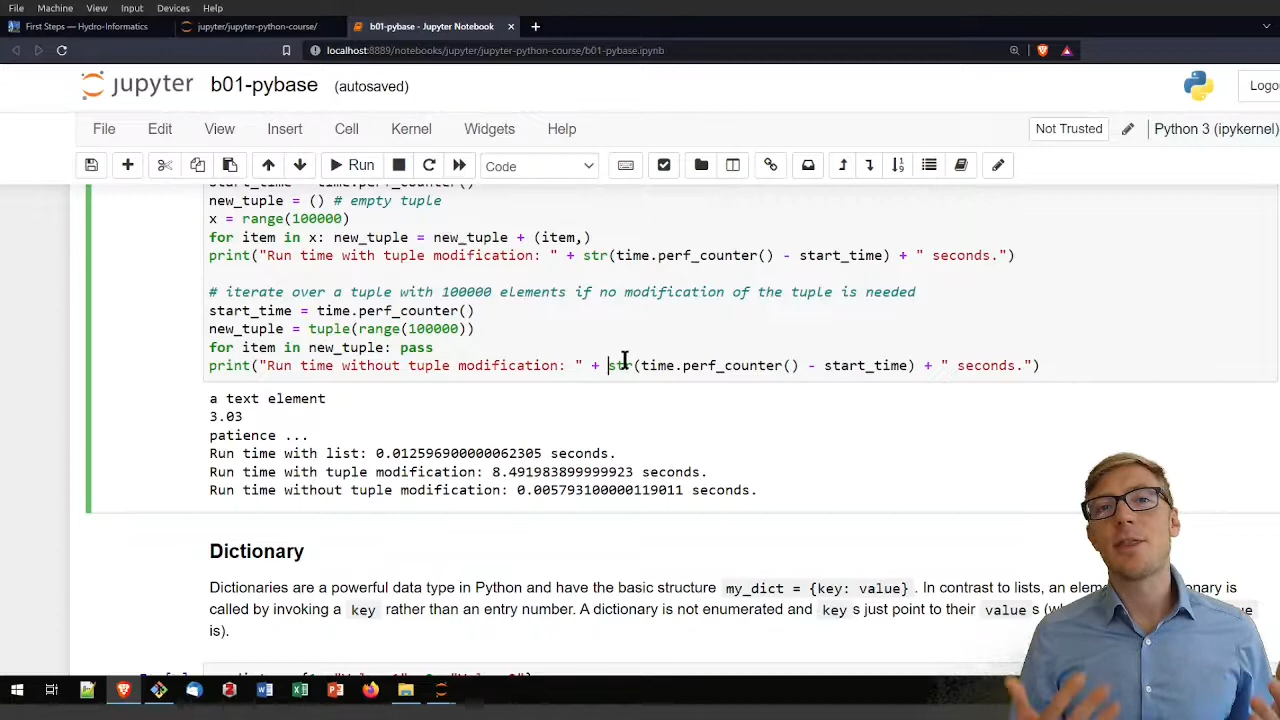 File Machine View Input Devices Help
First Steps — Hydro-Informatics
jupyter/jupyter-python-course/
b01-pybase - Jupyter Notebook
localhost:8889/notebooks/jupyter/jupyter-python-course/b01-pybase.ipynb
jupyter b01-pybase (autosaved)
File Edit View Insert Cell Kernel Widgets Help
Not Trusted Python 3 (ipykernel)
Run Code
start_time = time.perf_counter()
new_tuple = () # empty tuple
x = range(100000)
for item in x: new_tuple = new_tuple + (item,)
print("Run time with tuple modification: " + str(time.perf_counter() - start_time) + " seconds.")
# iterate over a tuple with 100000 elements if no modification of the tuple is needed
start_time = time.perf_counter()
new_tuple = tuple(range(100000))
for item in new_tuple: pass
print("Run time without tuple modification: " + str(time.perf_counter() - start_time) + " seconds.")
a text element
3.03
patience ...
Run time with list: 0.012596900000062305 seconds.
Run time with tuple modification: 8.491983899999923 seconds.
Run time without tuple modification: 0.005793100000119011 seconds.
Dictionary
Dictionaries are a powerful data type in Python and have the basic structure my_dict = {key: value} . In contrast to lists, an
called by invoking a key rather than an entry number. A dictionary is not enumerated and key s just point to their value s
is).